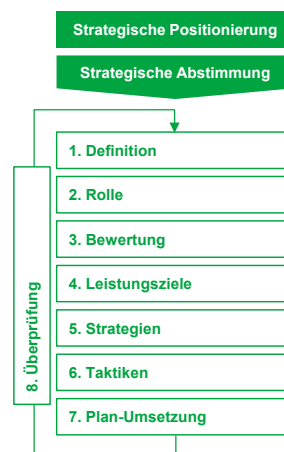 Strategische Positionierung
Strategische Abstimmung
1. Definition
2. Rolle
3. Bewertung
4. Leistungsziele
5. Strategien
6. Taktiken
7. Plan-Umsetzung
8. Überprüfung